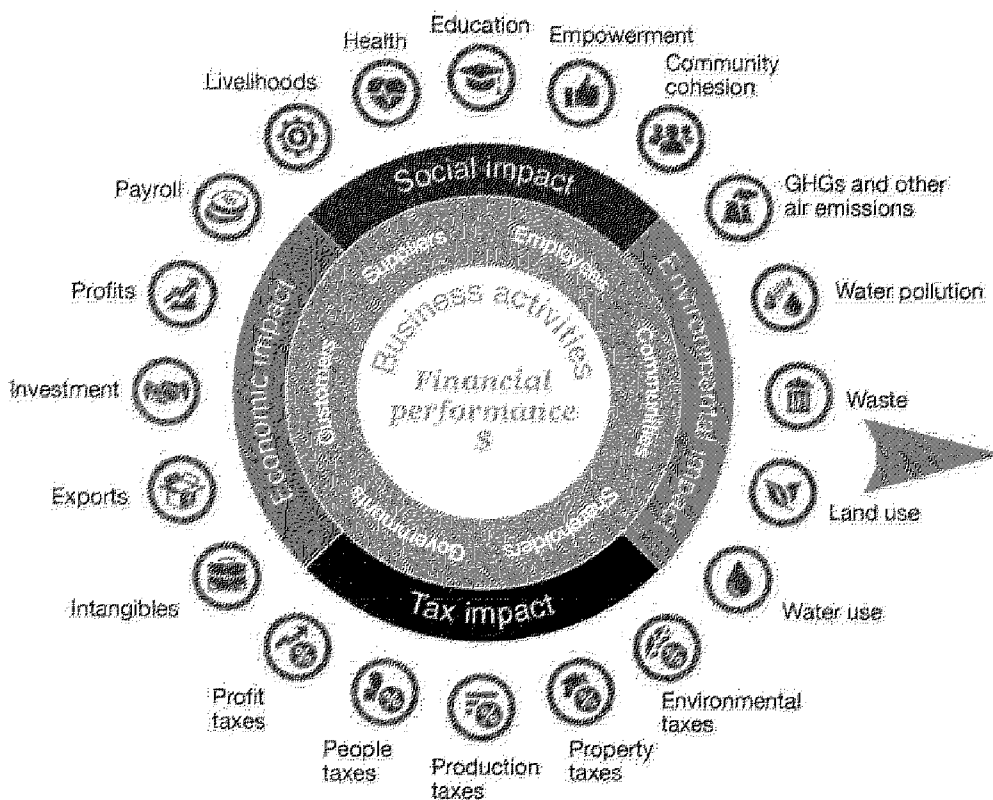 Education
Health
Empowerment
Livelihoods
Community
cohesion
Payroll
GHGs and other
air emissions
Profits
Water pollution
Investment
Waste
Exports
Land use
Intangibles
Water use
Profit
taxes
Environmental
taxes
People
taxes
Property
taxes
Production
taxes
Social impact
Environmental impact
Tax impact
Economic impact
Suppliers
Employees
Communities
Shareholders
Governments
Customers
Business activities
Financial
performance
$